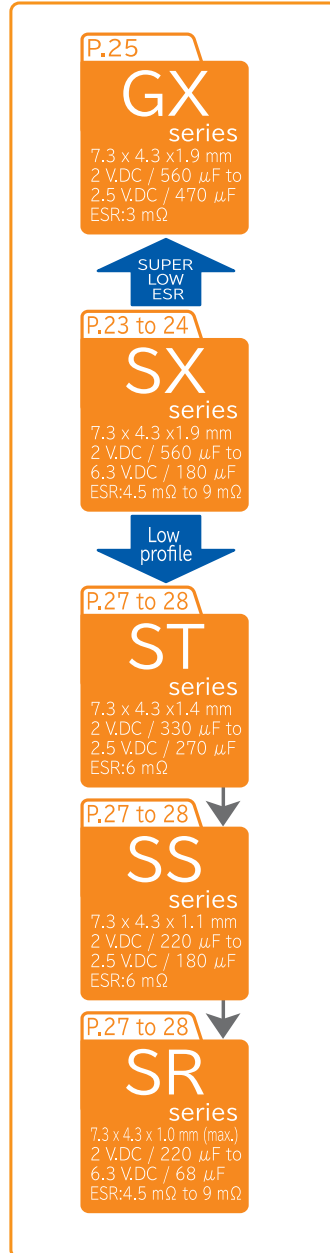 P.25
GX
series
7.3 x 4.3 x1.9 mm
2 V.DC / 560 μF to
2.5 V.DC / 470 μF
ESR:3 mΩ
SUPER
LOW
ESR
P.23 to 24
SX
series
7.3 x 4.3 x1.9 mm
2 V.DC / 560 μF to
6.3 V.DC / 180 μF
ESR:4.5 mΩ to 9 mΩ
Low
profile
P.27 to 28
ST
series
7.3 x 4.3 x1.4 mm
2 V.DC / 330 μF to
2.5 V.DC / 270 μF
ESR:6 mΩ
P.27 to 28
SS
series
7.3 x 4.3 x 1.1 mm
2 V.DC / 220 μF to
2.5 V.DC / 180 μF
ESR:6 mΩ
P.27 to 28
SR
series
7.3 x 4.3 x 1.0 mm (max.)
2 V.DC / 220 μF to
6.3 V.DC / 68 μF
ESR:4.5 mΩ to 9 mΩ